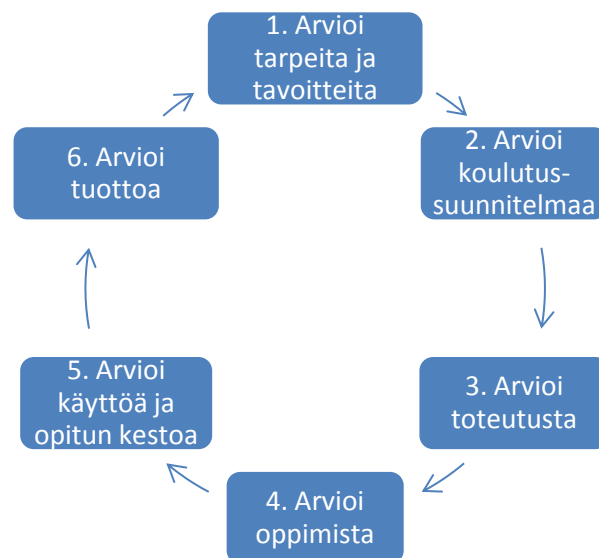 1. Arvioi
tarpeita ja
tavoitteita
2. Arvioi
koulutus-
suunnitelmaa
3. Arvioi
toteutusta
4. Arvioi
oppimista
5. Arvioi
käyttöä ja
opitun kestoa
6. Arvioi
tuottoa